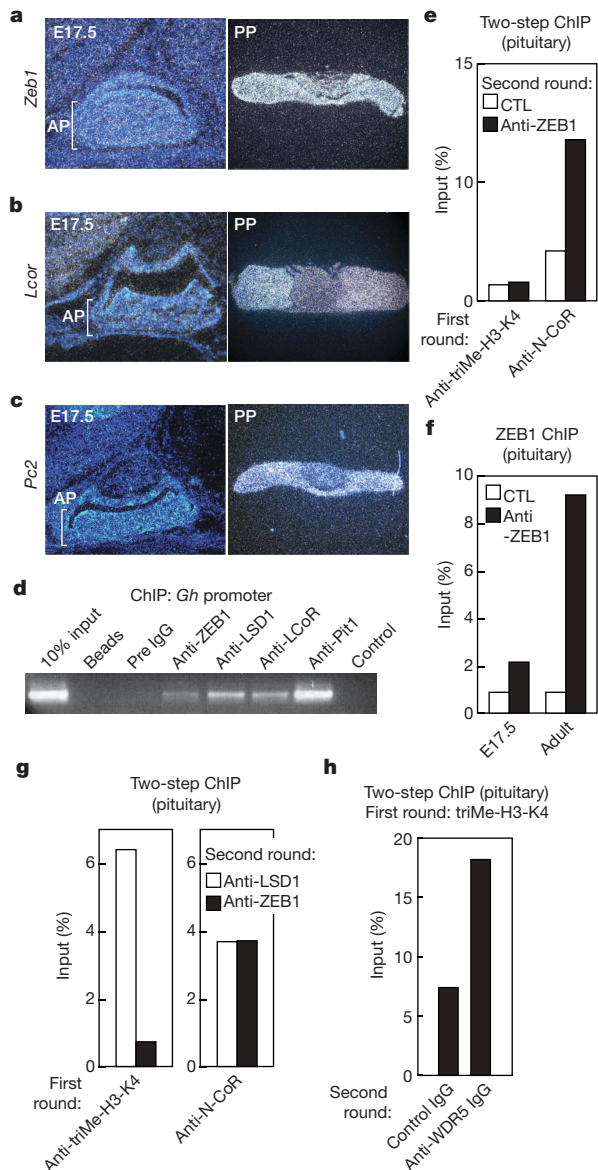 a
E17.5
PP
Zeb1
AP
b
E17.5
PP
Lcor
AP
c
E17.5
PP
Pc2
AP
d
ChIP: Gh promoter
10% input
Beads
Pre IgG
Anti-ZEB1
Anti-LSD1
Anti-LCoR
Anti-Pit1
Control
e
Two-step ChIP
(pituitary)
Second round:
CTL
Anti-ZEB1
Input (%)
15
10
5
0
First
round:
Anti-triMe-H3-K4
Anti-N-CoR
f
ZEB1 ChIP
(pituitary)
CTL
Anti
-ZEB1
Input (%)
10
8
6
4
2
0
E17.5
Adult
g
Two-step ChIP
(pituitary)
Second round:
Anti-LSD1
Anti-ZEB1
Input (%)
6
4
2
0
6
4
2
0
First
round:
Anti-triMe-H3-K4
Anti-N-CoR
h
Two-step ChIP (pituitary)
First round: triMe-H3-K4
Input (%)
20
15
10
5
0
Second
round:
Control IgG
Anti-WDR5 IgG